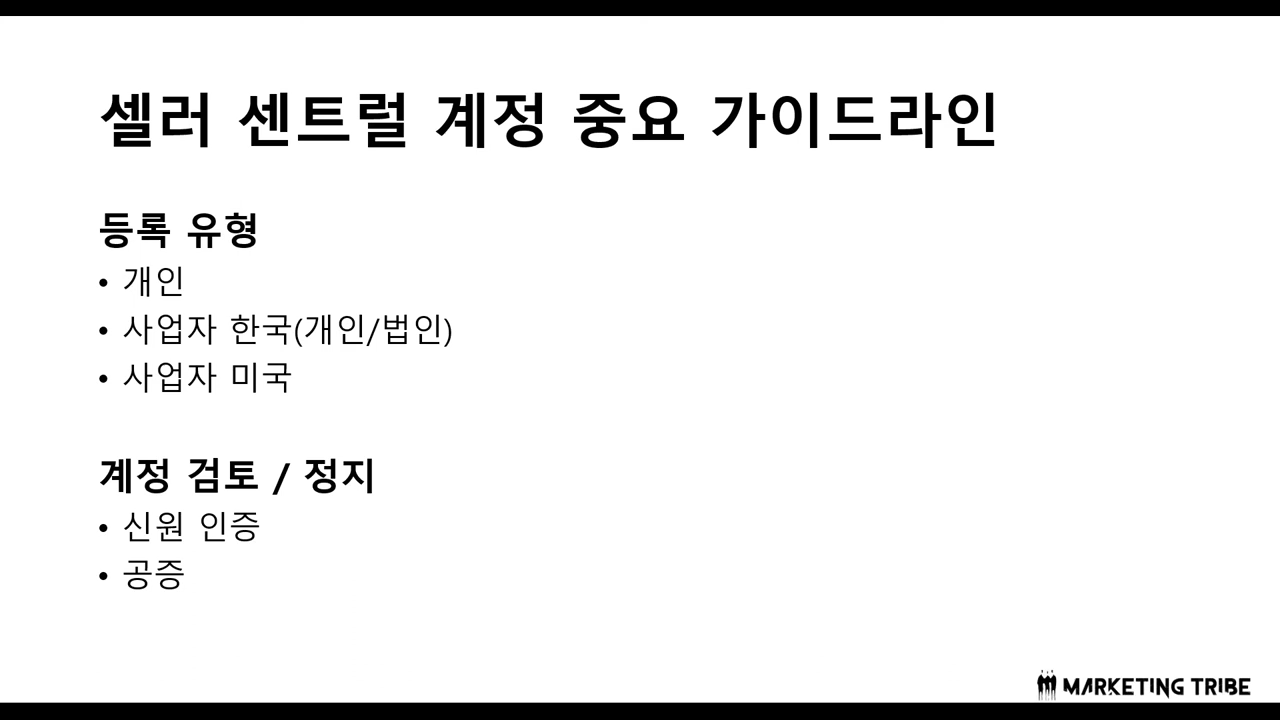 셀러 센트럴 계정 중요 가이드라인
등록 유형
• 개인
• 사업자 한국(개인/법인)
• 사업자 미국
계정 검토 / 정지
• 신원 인증
• 공증
MARKETING TRIBE